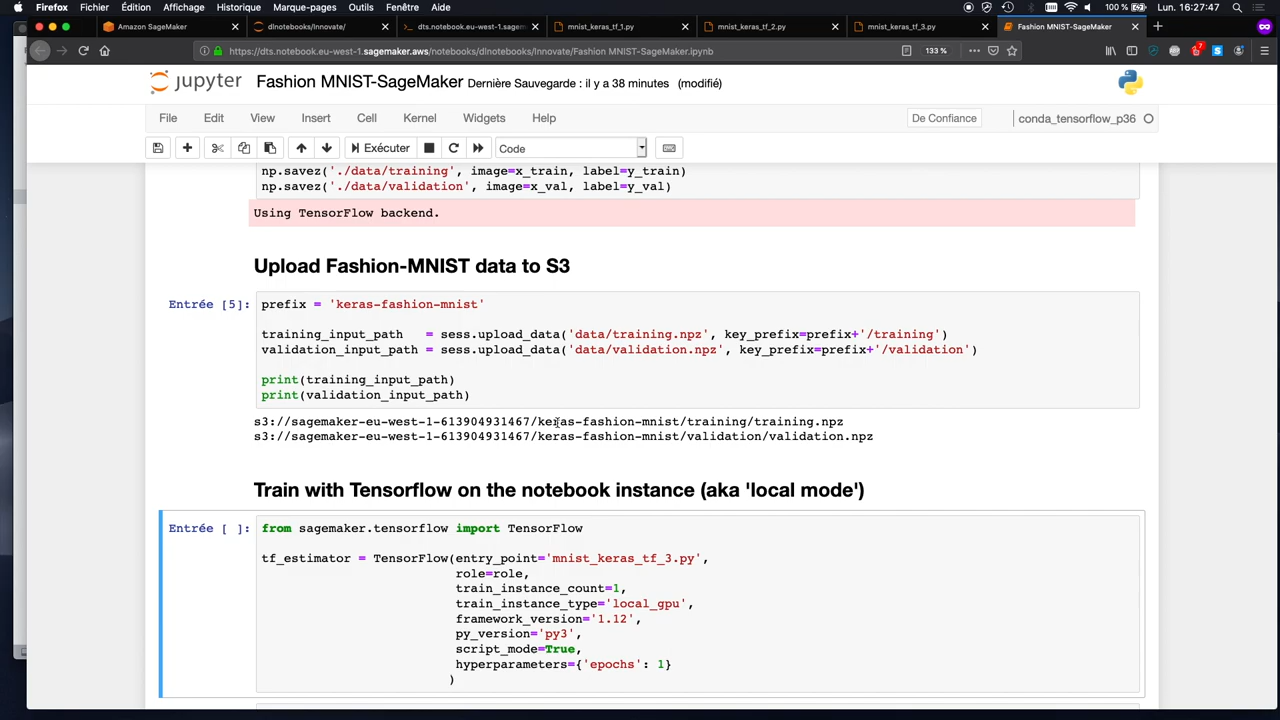 Firefox Fichier Édition Affichage Historique Marque-pages Outils Fenêtre Aide 100 % Mer. 16:27:47
Amazon SageMaker dlnotebooks/Innovate/ dts.notebook.eu-west-1.sagem mnist_keras_tf_1.py mnist_keras_tf_2.py mnist_keras_tf_3.py Fashion MNIST-SageMaker
https://dts.notebook.eu-west-1.sagemaker.aws/notebooks/dlnotebooks/Innovate/Fashion MNIST-SageMaker.ipynb 133 %
jupyter Fashion MNIST-SageMaker Dernière Sauvegarde : il y a 38 minutes (modifié)
File Edit View Insert Cell Kernel Widgets Help De Confiance conda_tensorflow_p36
Exécuter Code
np.savez('./data/training', image=x_train, label=y_train)
np.savez('./data/validation', image=x_val, label=y_val)
Using TensorFlow backend.
Upload Fashion-MNIST data to S3
Entrée [5]: prefix = 'keras-fashion-mnist'
training_input_path = sess.upload_data('data/training.npz', key_prefix=prefix+'/training')
validation_input_path = sess.upload_data('data/validation.npz', key_prefix=prefix+'/validation')
print(training_input_path)
print(validation_input_path)
s3://sagemaker-eu-west-1-613904931467/keras-fashion-mnist/training/training.npz
s3://sagemaker-eu-west-1-613904931467/keras-fashion-mnist/validation/validation.npz
Train with Tensorflow on the notebook instance (aka 'local mode')
Entrée [ ]: from sagemaker.tensorflow import TensorFlow
tf_estimator = TensorFlow(entry_point='mnist_keras_tf_3.py',
role=role,
train_instance_count=1,
train_instance_type='local_gpu',
framework_version='1.12',
py_version='py3',
script_mode=True,
hyperparameters={'epochs': 1}
)